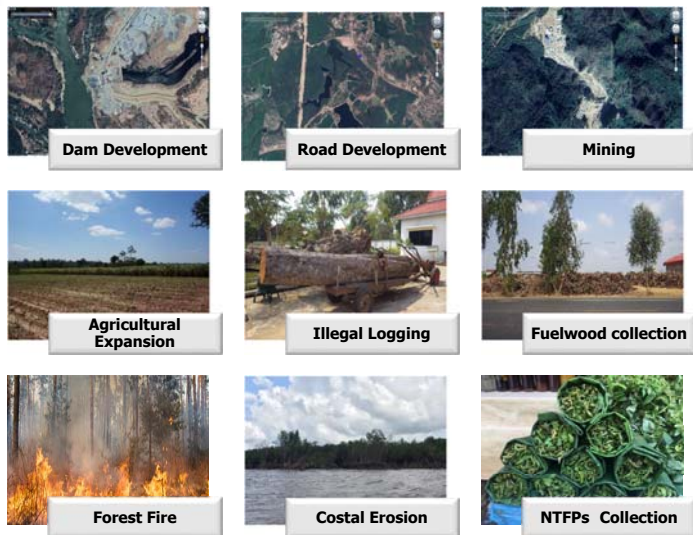 Dam Development
Road Development
Mining
Agricultural
Expansion
Illegal Logging
Fuelwood collection
Forest Fire
Costal Erosion
NTFPs Collection